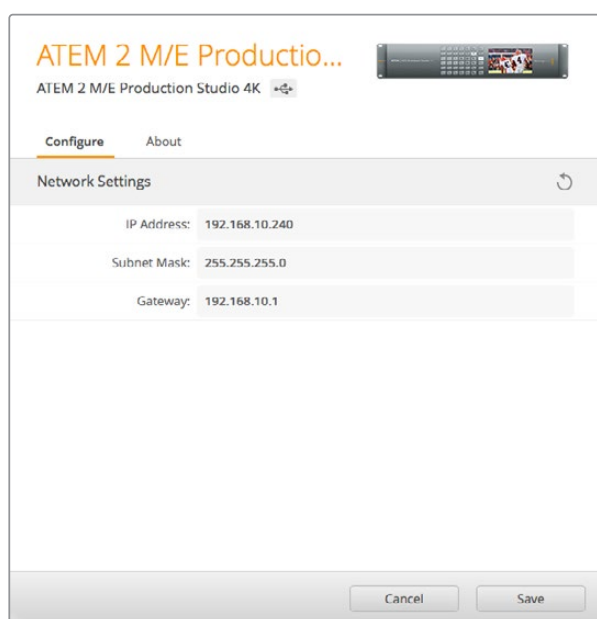 ATEM 2 M/E Productio...
ATEM 2 M/E Production Studio 4K
Configure About
Network Settings
IP Address: 192.168.10.240
Subnet Mask: 255.255.255.0
Gateway: 192.168.10.1
Cancel Save